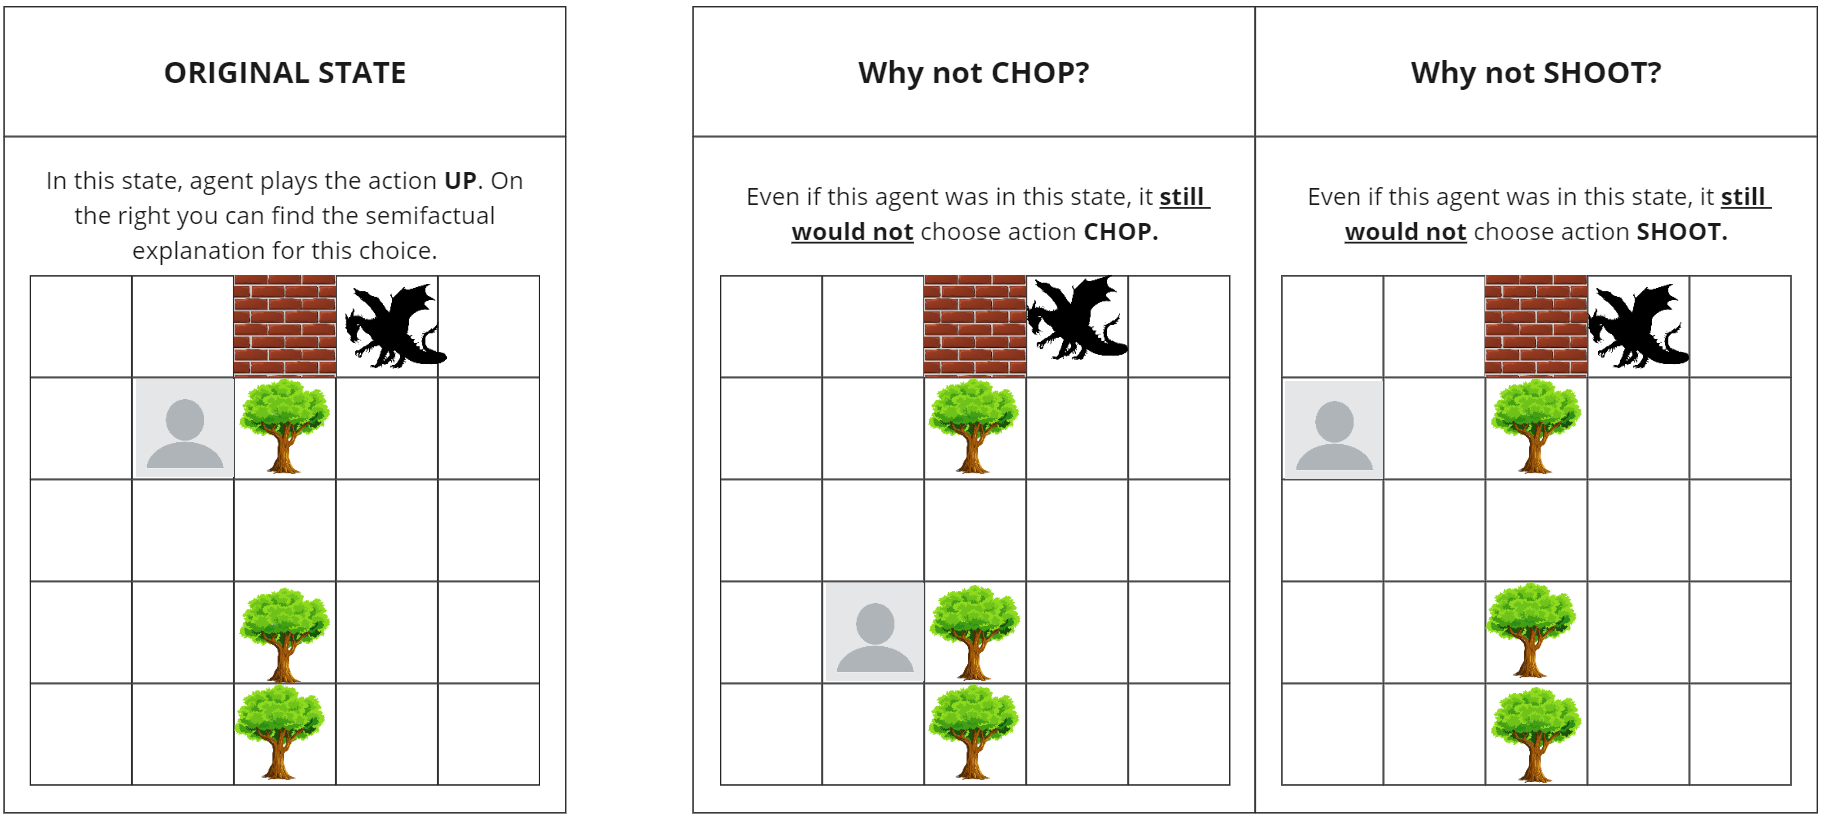 ORIGINAL STATE
In this state, agent plays the action UP. On
the right you can find the semifactual
explanation for this choice.
Why not CHOP?
Even if this agent was in this state, it still
would not choose action CHOP.
Why not SHOOT?
Even if this agent was in this state, it still
would not choose action SHOOT.